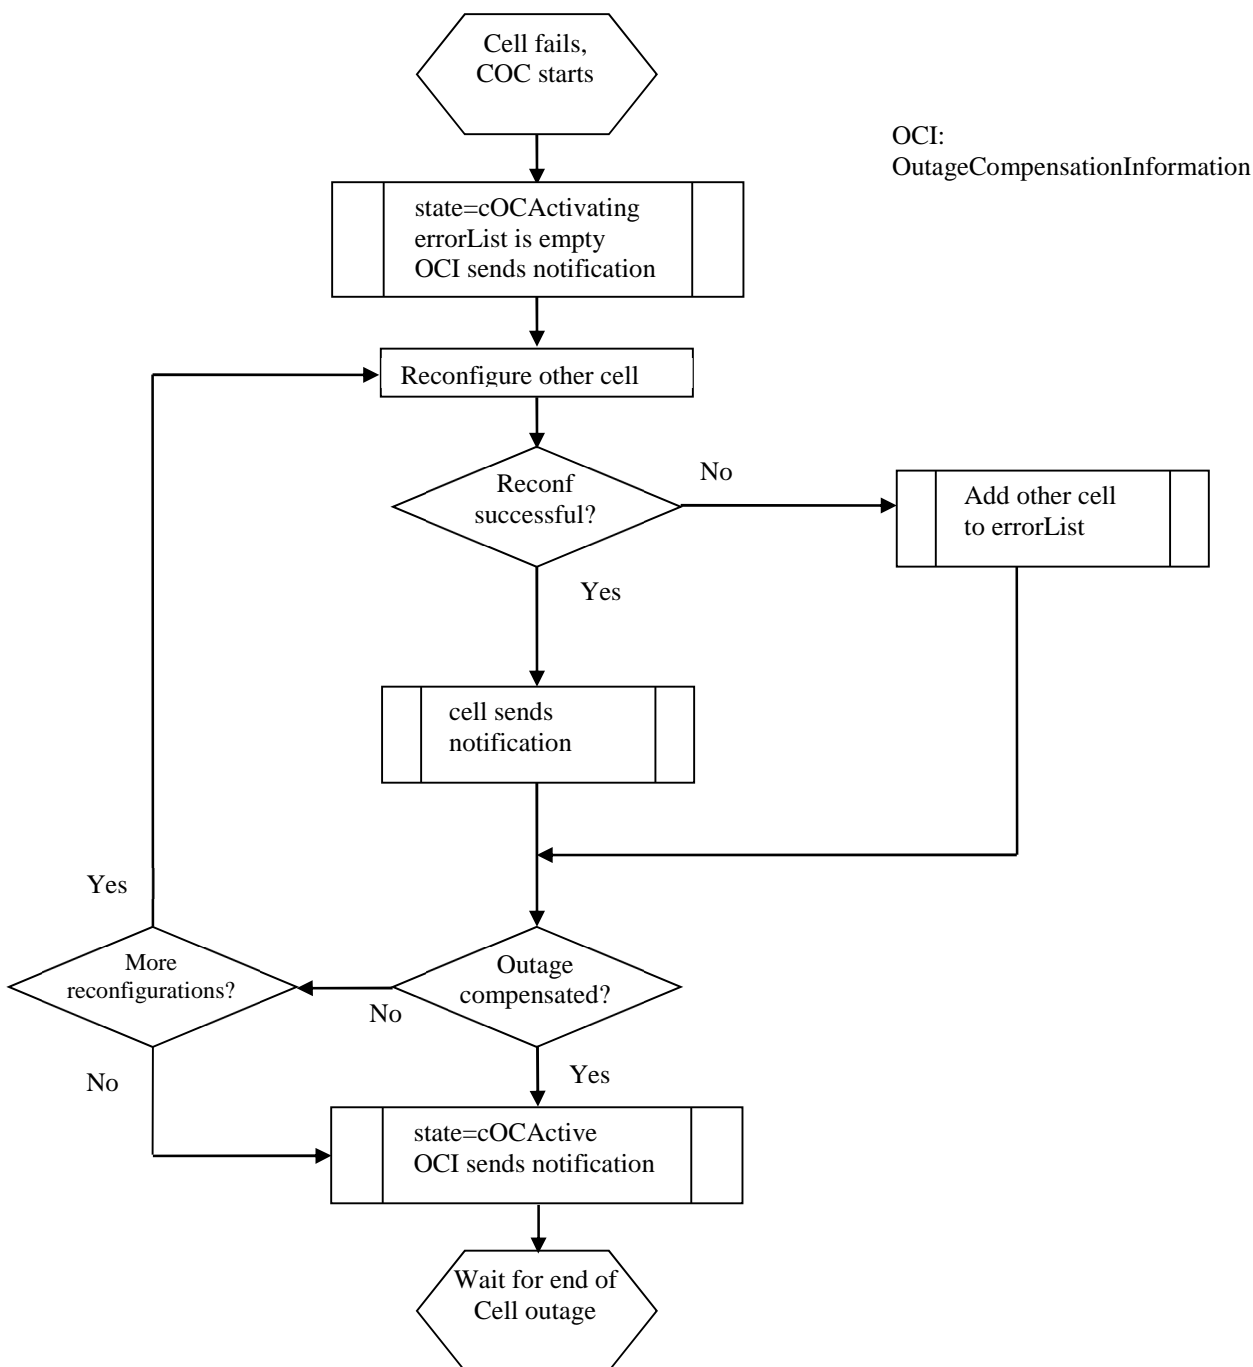 Cell fails,
COC starts
OCI:
OutageCompensationInformation
state=cOCActivating
errorList is empty
OCI sends notification
Reconfigure other cell
Reconf
successful?
No
Add other cell
to errorList
Yes
cell sends
notification
Yes
More
reconfigurations?
Outage
compensated?
No
No
Yes
state=cOCActive
OCI sends notification
Wait for end of
Cell outage